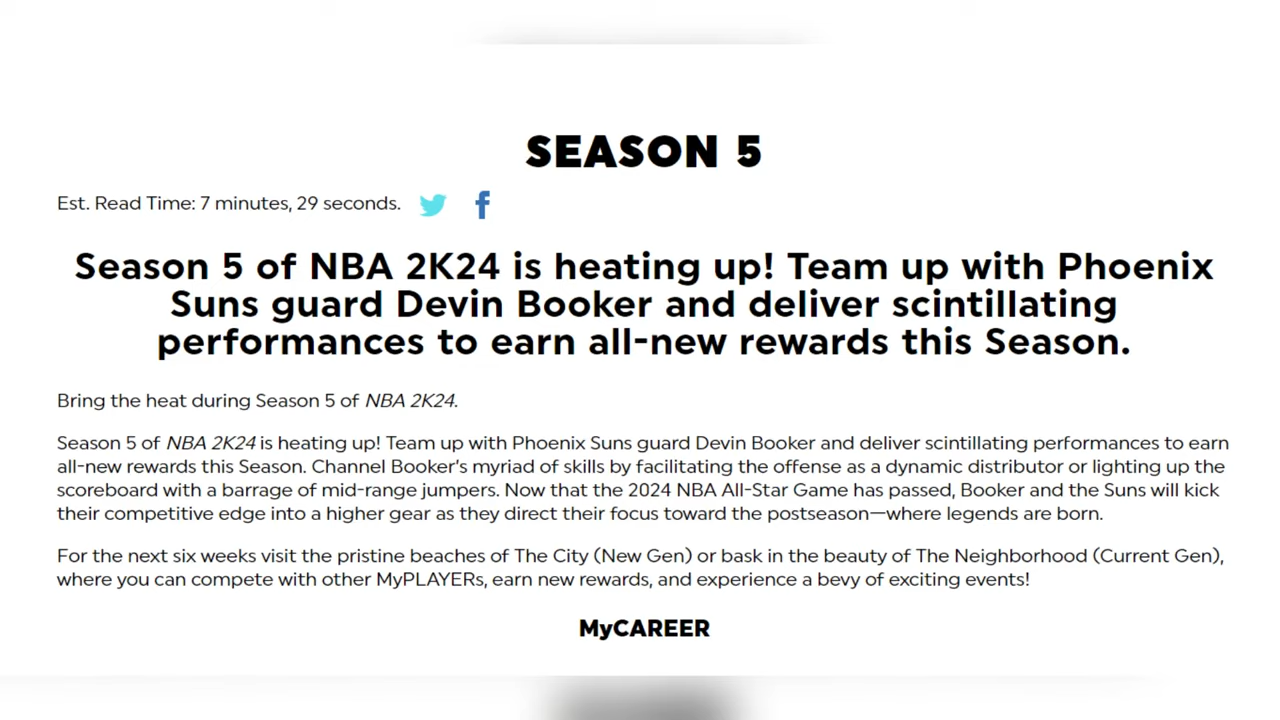 SEASON 5
Est. Read Time: 7 minutes, 29 seconds.
Season 5 of NBA 2K24 is heating up! Team up with Phoenix
Suns guard Devin Booker and deliver scintillating
performances to earn all-new rewards this Season.
Bring the heat during Season 5 of NBA 2K24.
Season 5 of NBA 2K24 is heating up! Team up with Phoenix Suns guard Devin Booker and deliver scintillating performances to earn
all-new rewards this Season. Channel Booker's myriad of skills by facilitating the offense as a dynamic distributor or lighting up the
scoreboard with a barrage of mid-range jumpers. Now that the 2024 NBA All-Star Game has passed, Booker and the Suns will kick
their competitive edge into a higher gear as they direct their focus toward the postseason—where legends are born.
For the next six weeks visit the pristine beaches of The City (New Gen) or bask in the beauty of The Neighborhood (Current Gen),
where you can compete with other MyPLAYERs, earn new rewards, and experience a bevy of exciting events!
MyCAREER